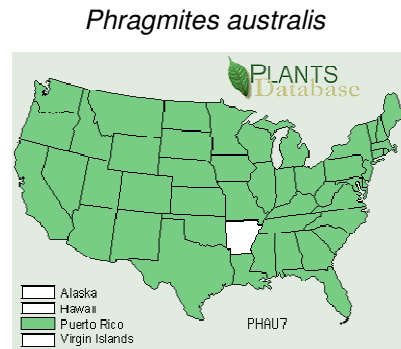 Phragmites australis
PLANTS
Database
Alaska
Hawaii
Puerto Rico
Virgin Islands
PHAU7